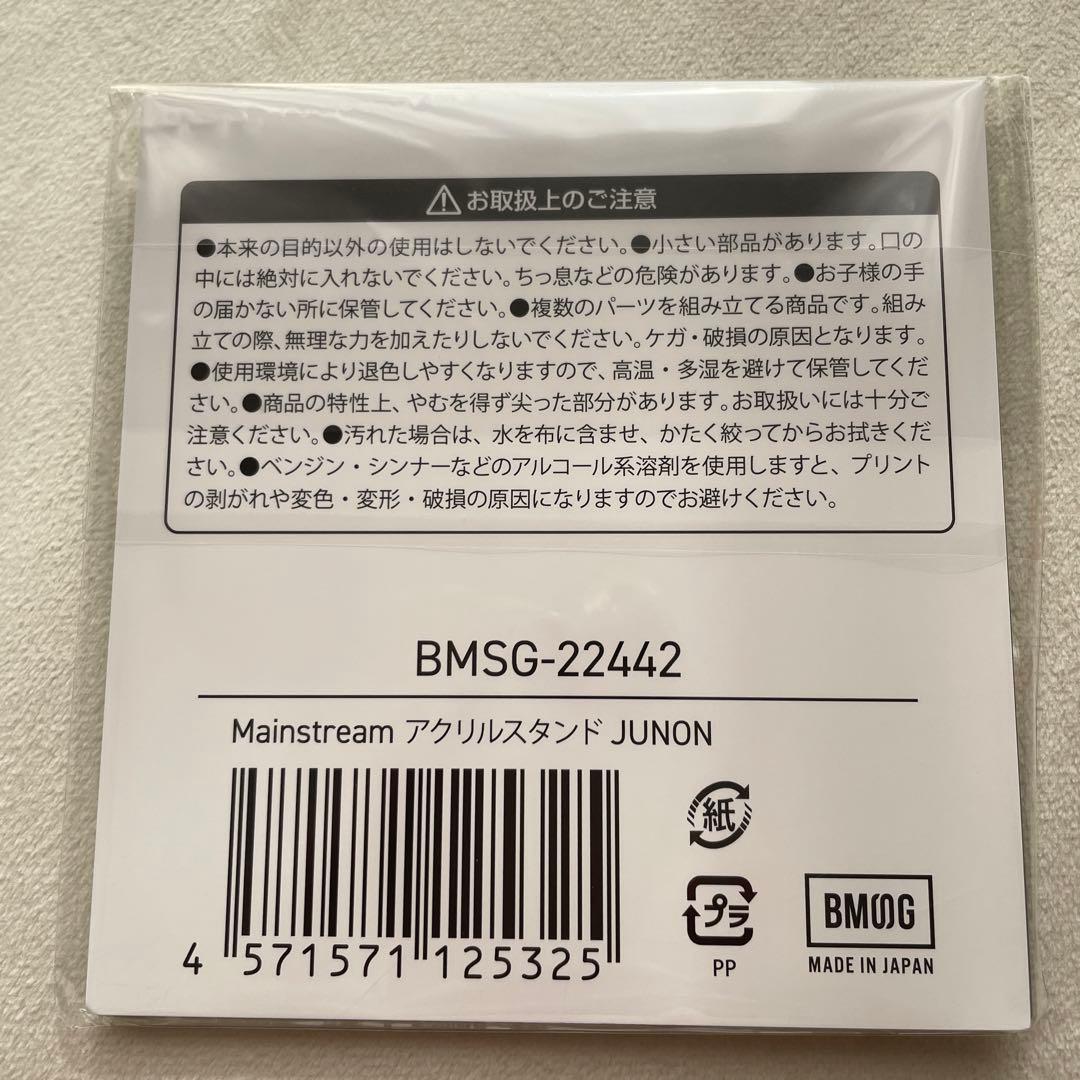 ⚠お取扱上のご注意
●本来の目的以外の使用はしないでください。●小さい部品があります。口の
中には絶対に入れないでください。ちっ息などの危険があります。●お子様の手
の届かない所に保管してください。●複数のパーツを組み立てる商品です。組み
立ての際、無理な力を加えたりしないでください。ケガ・破損の原因となります。
●使用環境により退色しやすくなりますので、高温・多湿を避けて保管してくだ
さい。●商品の特性上、やむを得ず尖った部分があります。お取扱いには十分ご
注意ください。●汚れた場合は、水を布に含ませ、かたく絞ってからお拭きくだ
さい。●ベンジン・シンナーなどのアルコール系溶剤を使用しますと、プリント
の剥がれや変色・変形・破損の原因になりますのでお避けください。
BMSG-22442
Mainstream アクリルスタンド JUNON
4 571571 125325
紙
プラ
PP
BMSG
MADE IN JAPAN